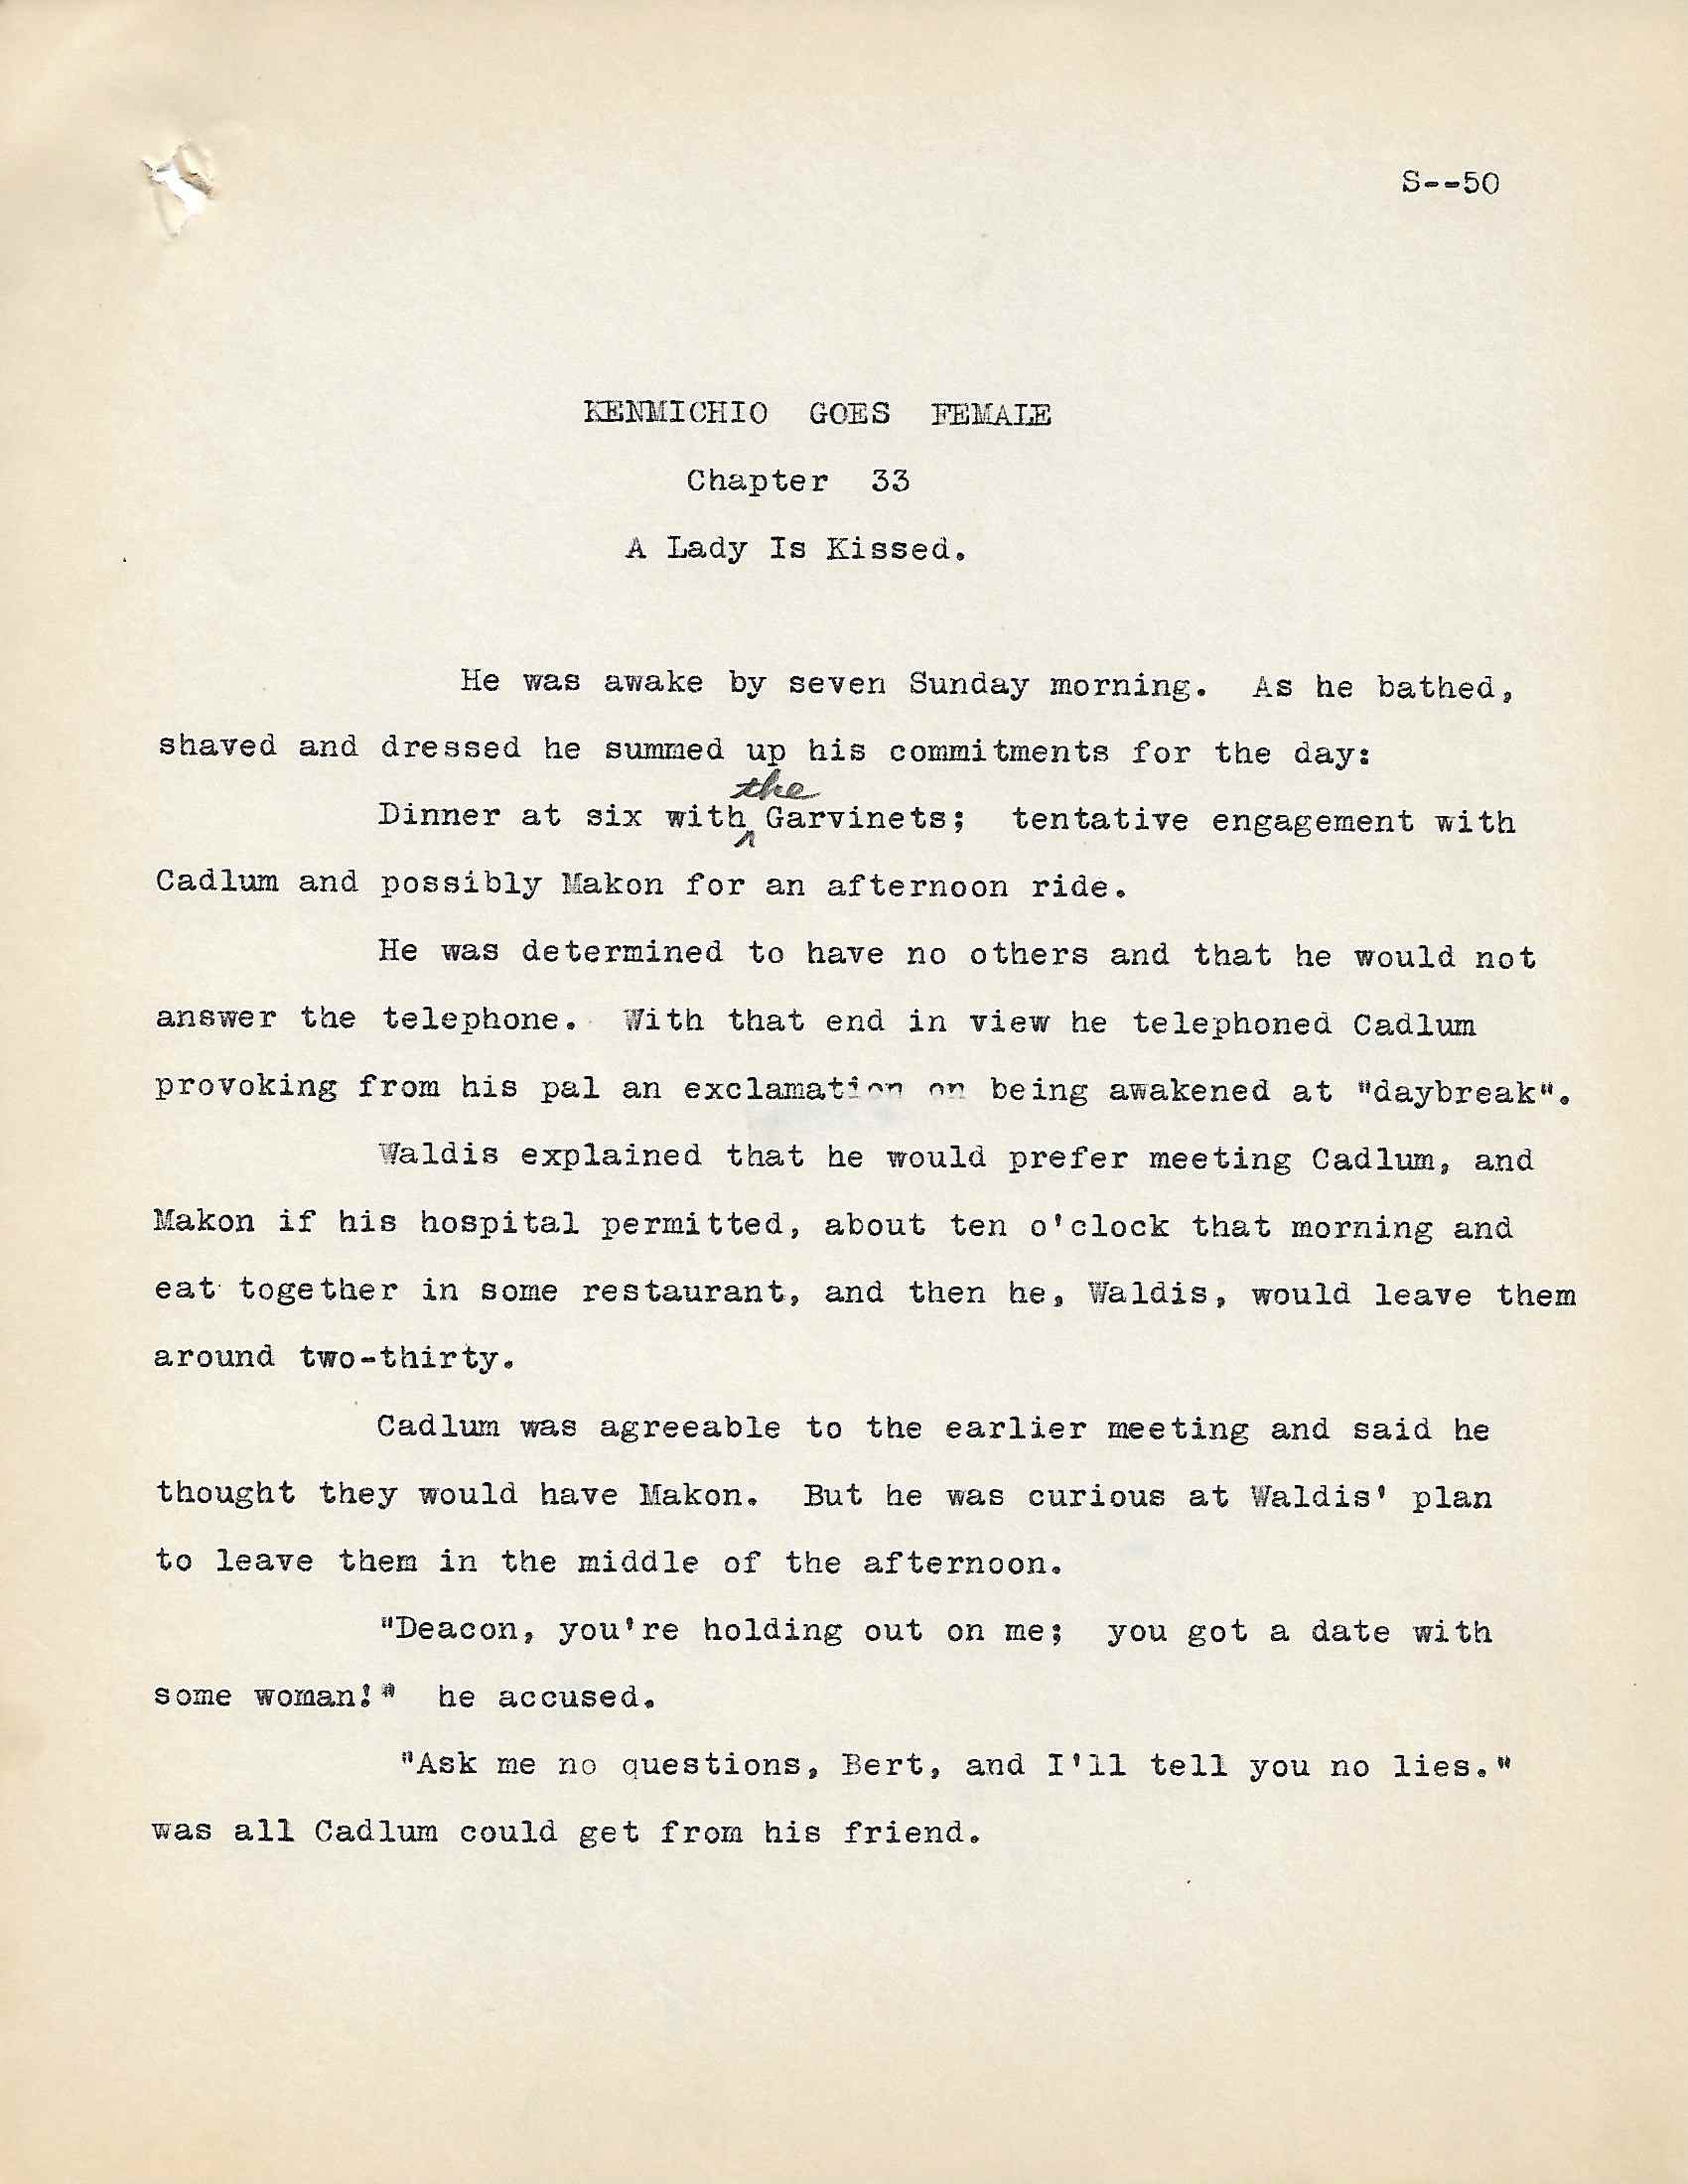 S--50
KENMICHIO GOES FEMALE
Chapter 33
A Lady Is Kissed.
He was awake by seven Sunday morning. As he bathed,
shaved and dressed he summed up his commitments for the day:
the
Dinner at six with Garvinets; tentative engagement with
Cadlum and possibly Makon for an afternoon ride.
He was determined to have no others and that he would not
answer the telephone. With that end in view he telephoned Cadlum
provoking from his pal an exclamation on being awakened at "daybreak".
Waldis explained that he would prefer meeting Cadlum, and
Makon if his hospital permitted, about ten o'clock that morning and
eat together in some restaurant, and then he, Waldis, would leave them
around two-thirty.
Cadlum was agreeable to the earlier meeting and said he
thought they would have Makon. But he was curious at Waldis' plan
to leave them in the middle of the afternoon.
"Deacon, you're holding out on me; you got a date with
some woman!" he accused.
"Ask me no questions, Bert, and I'll tell you no lies."
was all Cadlum could get from his friend.